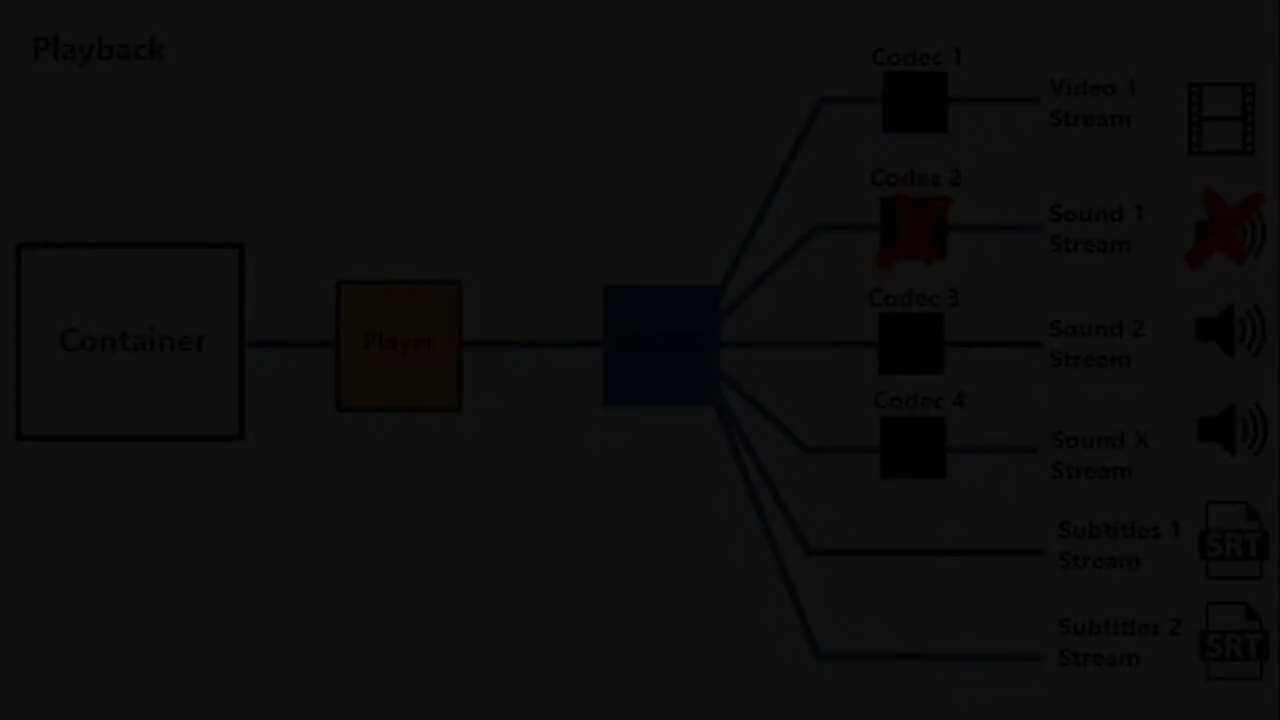 Playback
Codec 1
Video 1
Stream
Codec 2
Sound 1
Stream
Container
Player
Codec 3
Sound 2
Stream
Codec 4
Sound X
Stream
Subtitles 1
Stream
SRT
Subtitles 2
Stream
SRT